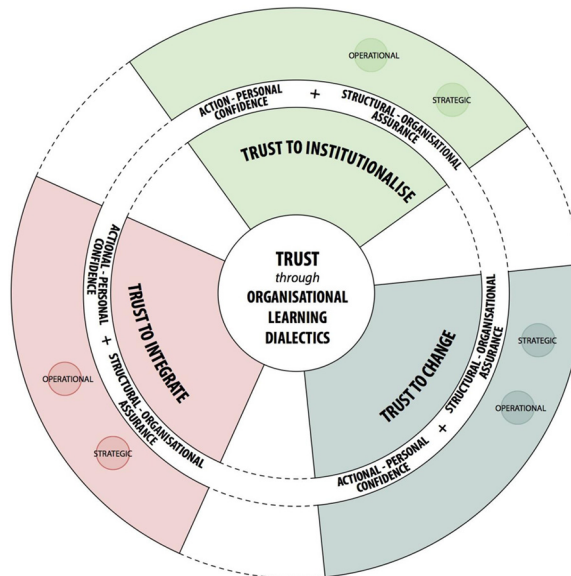 OPERATIONAL
STRATEGIC
ACTION - PERSONAL
CONFIDENCE
+
STRUCTURAL - ORGANISATIONAL
ASSURANCE
TRUST TO INSTITUTIONALISE
TRUST
through
ORGANISATIONAL
LEARNING
DIALECTICS
ACTIONAL - PERSONAL
CONFIDENCE
+
STRUCTURAL - ORGANISATIONAL
ASSURANCE
TRUST TO INTEGRATE
OPERATIONAL
STRATEGIC
TRUST TO CHANGE
ACTIONAL - PERSONAL
CONFIDENCE
+
STRUCTURAL - ORGANISATIONAL
ASSURANCE
STRATEGIC
OPERATIONAL